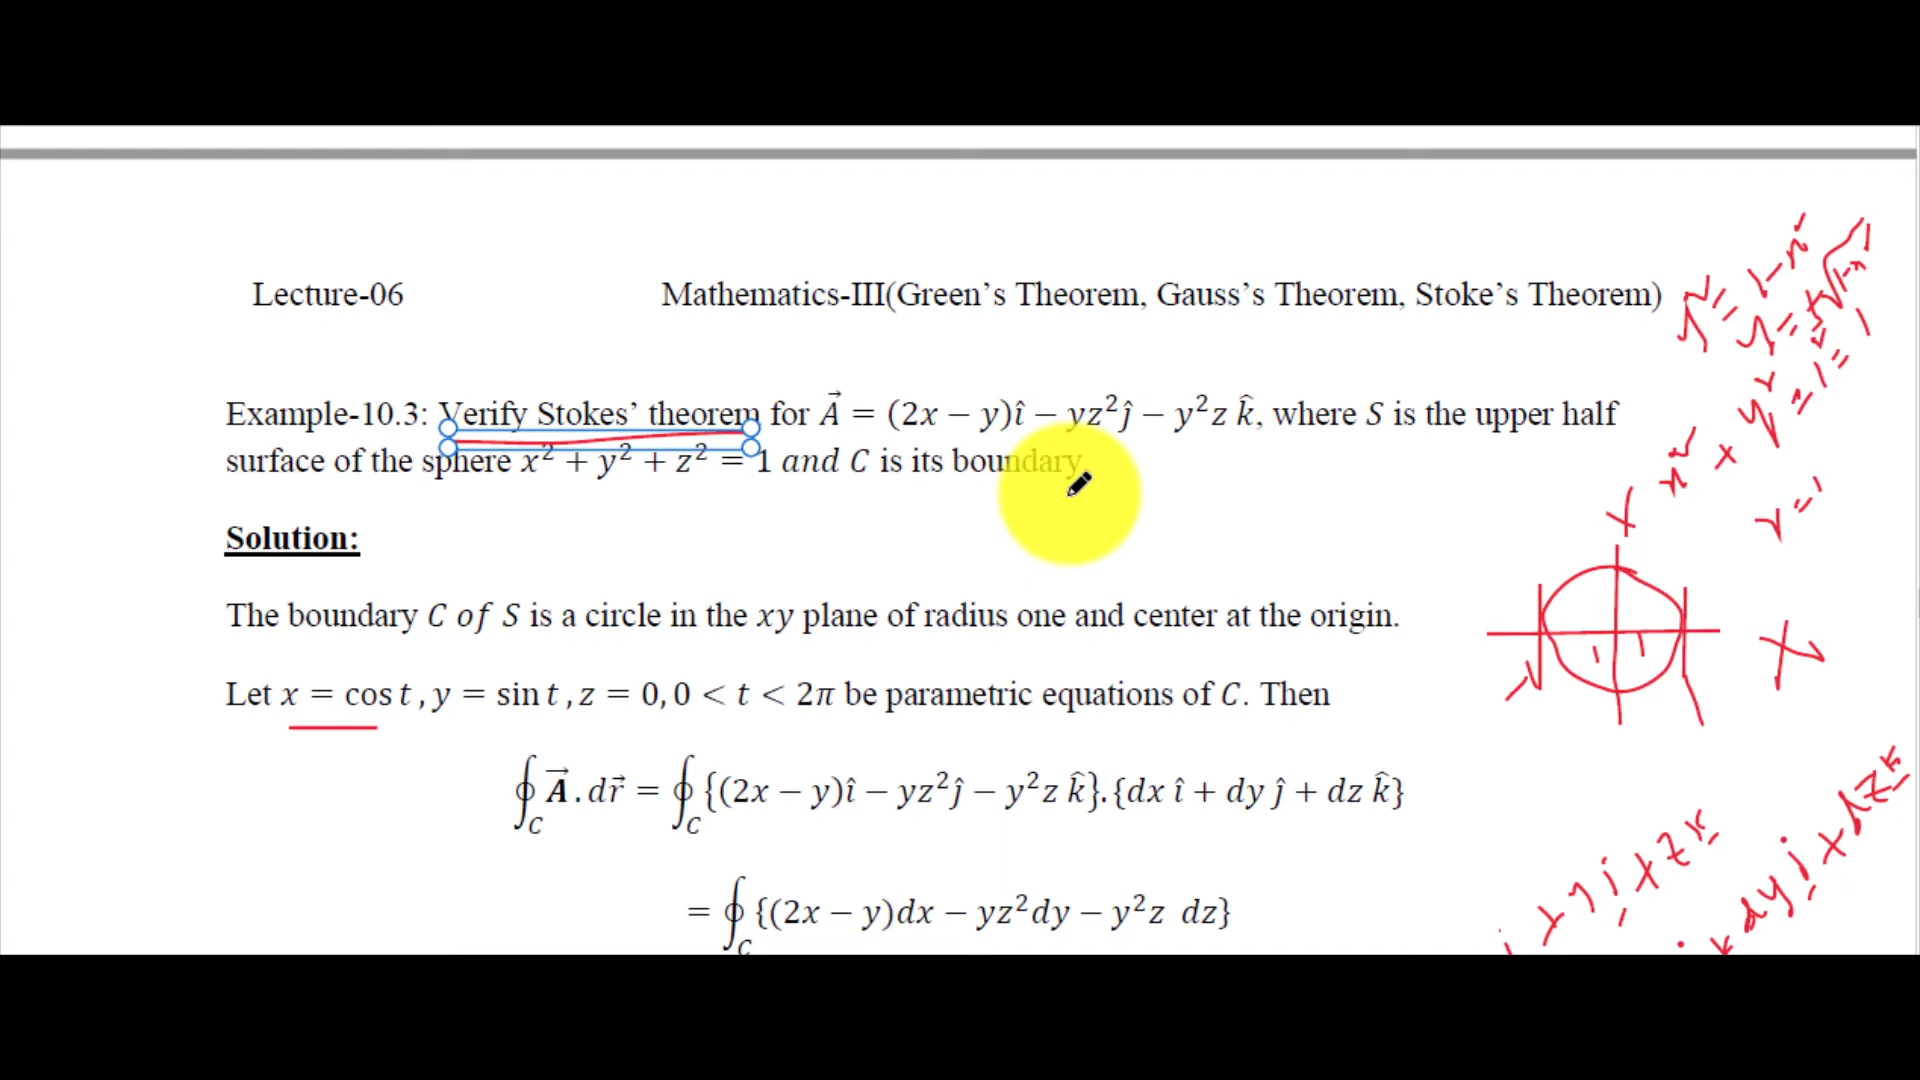 Lecture-06 Mathematics-III(Green’s Theorem, Gauss’s Theorem, Stoke’s Theorem)
Example-10.3: Verify Stokes’ theorem for A⃗ = (2x − y)î − yz²ĵ − y²z k̂, where S is the upper half
surface of the sphere x² + y² + z² = 1 and C is its boundary.
Solution:
The boundary C of S is a circle in the xy plane of radius one and center at the origin.
Let x = cos t , y = sin t , z = 0, 0 < t < 2π be parametric equations of C. Then
∮_C A⃗ . dr⃗ = ∮_C {(2x − y)î − yz²ĵ − y²z k̂}. {dx î + dy ĵ + dz k̂}
= ∮_C {(2x − y)dx − yz²dy − y²z dz}
r = 1